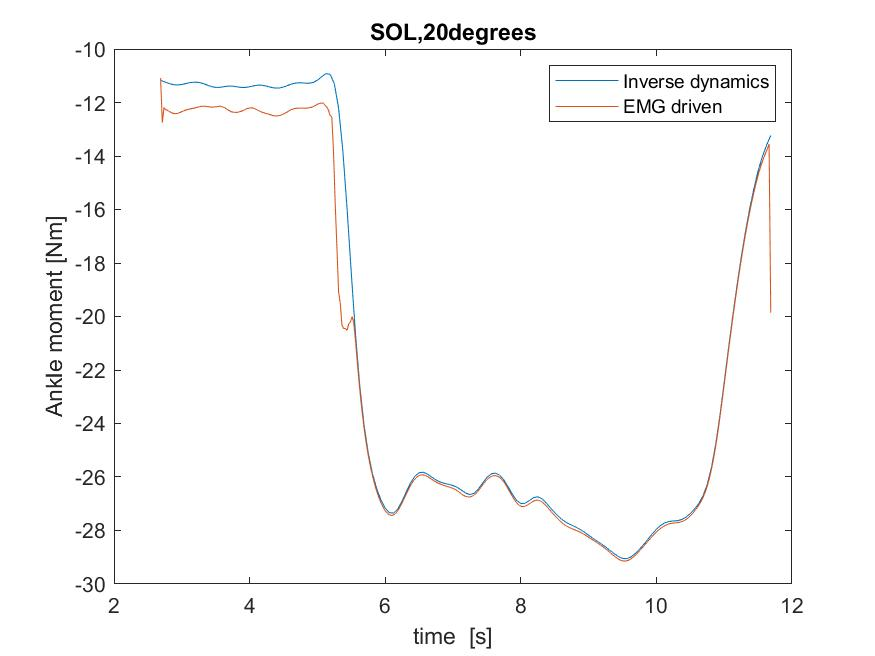 SOL,20degrees
Inverse dynamics
EMG driven
Ankle moment [Nm]
-10
-12
-14
-16
-18
-20
-22
-24
-26
-28
-30
2 4 6 8 10 12
time [s]